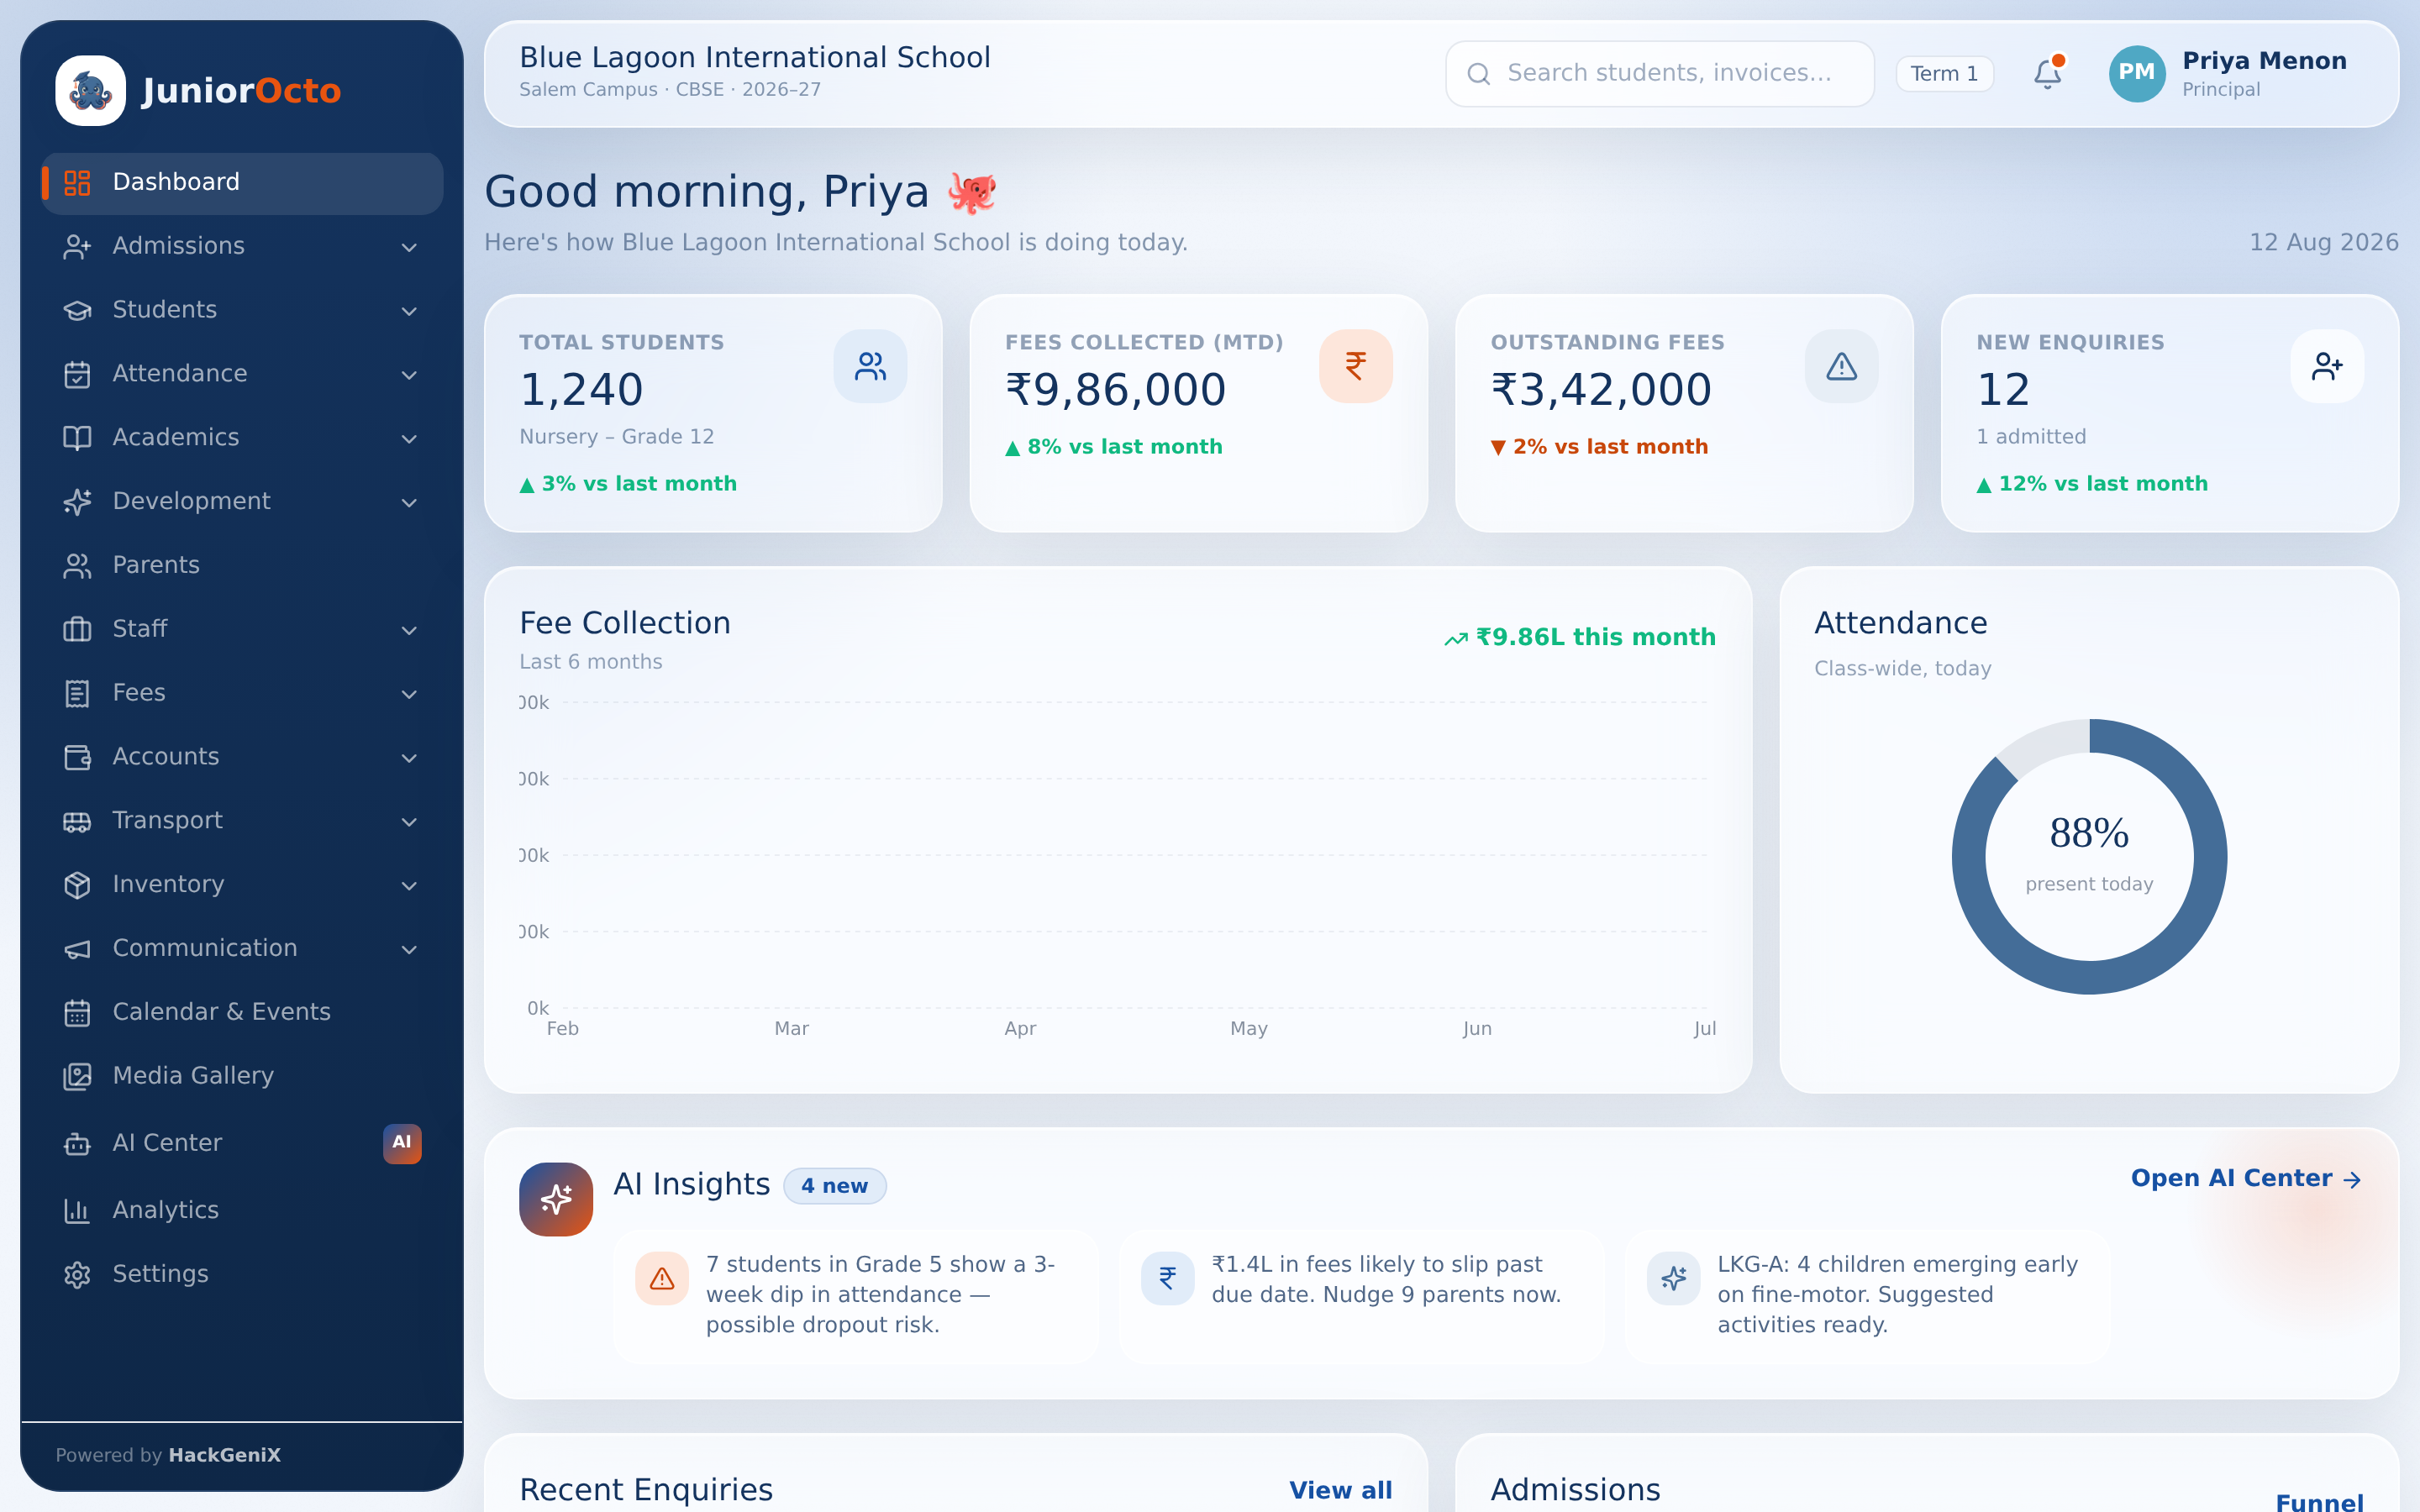 JuniorOcto
Dashboard
Admissions
Students
Attendance
Academics
Development
Parents
Staff
Fees
Accounts
Transport
Inventory
Communication
Calendar & Events
Media Gallery
AI Center
AI
Analytics
Settings
Powered by HackGeniX
Blue Lagoon International School
Salem Campus · CBSE · 2026–27
Search students, invoices...
Term 1
PM
Priya Menon
Principal
Good morning, Priya 🐙
Here's how Blue Lagoon International School is doing today.
12 Aug 2026
TOTAL STUDENTS
1,240
Nursery – Grade 12
▲ 3% vs last month
FEES COLLECTED (MTD)
₹9,86,000
▲ 8% vs last month
₹
OUTSTANDING FEES
₹3,42,000
▼ 2% vs last month
NEW ENQUIRIES
12
1 admitted
▲ 12% vs last month
Fee Collection
Last 6 months
₹9.86L this month
00k
00k
00k
00k
0k
Feb
Mar
Apr
May
Jun
Jul
Attendance
Class-wide, today
88%
present today
AI Insights
4 new
Open AI Center →
7 students in Grade 5 show a 3-
week dip in attendance —
possible dropout risk.
₹
₹1.4L in fees likely to slip past
due date. Nudge 9 parents now.
LKG-A: 4 children emerging early
on fine-motor. Suggested
activities ready.
Recent Enquiries
View all
Admissions
Funnel